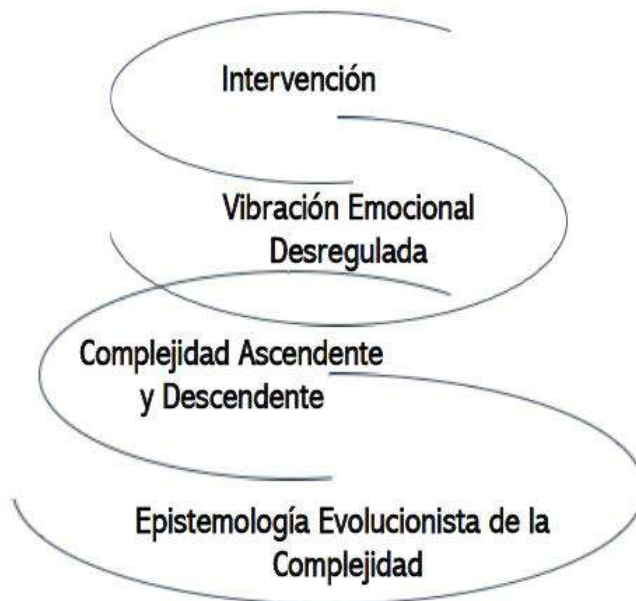 Intervención
Vibración Emocional
Desregulada
Complejidad Ascendente
y Descendente
Epistemología Evolucionista de la
Complejidad